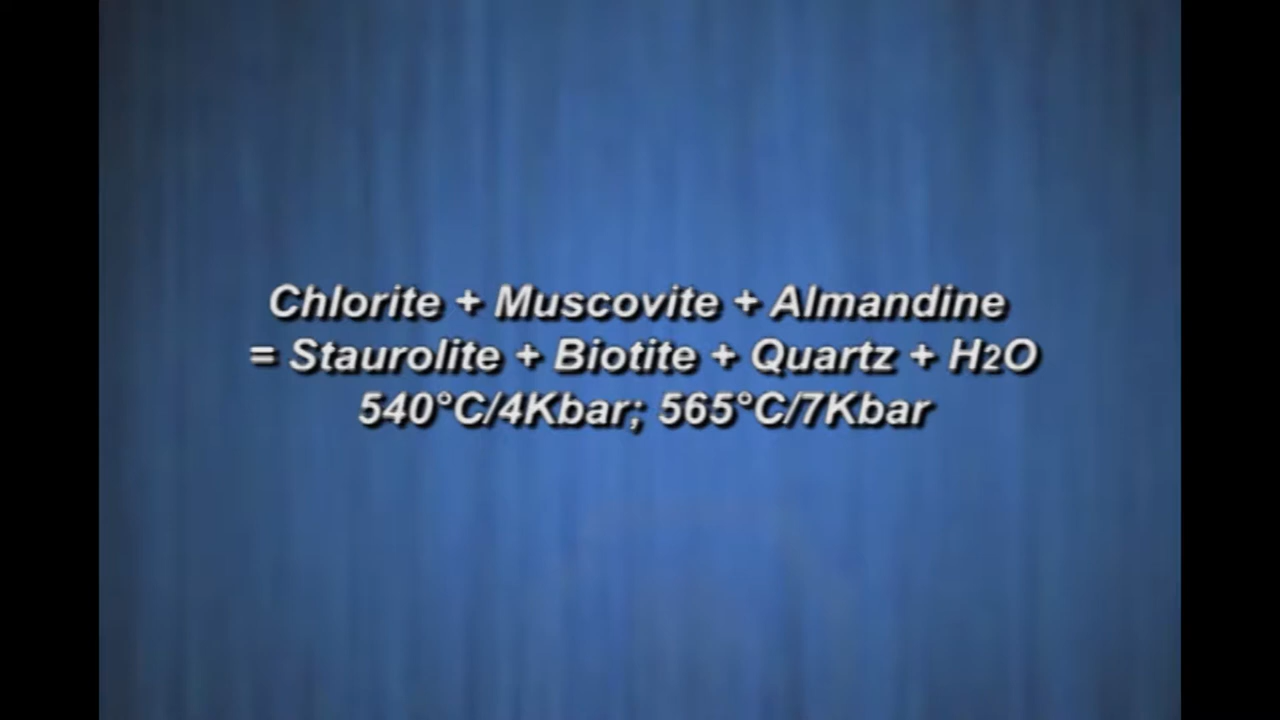 Chlorite + Muscovite + Almandine
= Staurolite + Biotite + Quartz + H2O
540°C/4Kbar; 565°C/7Kbar